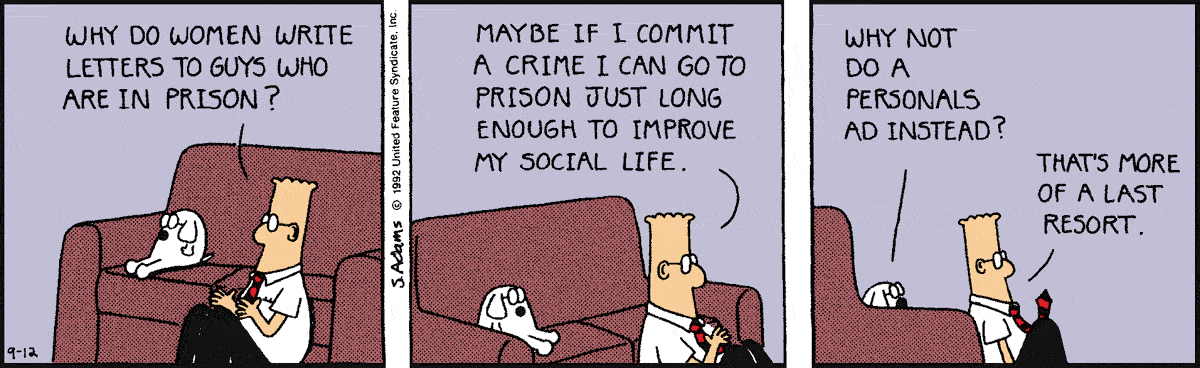 WHY DO WOMEN WRITE
LETTERS TO GUYS WHO
ARE IN PRISON?
9-12
S. Adams © 1992 United Feature Syndicate, Inc.
MAYBE IF I COMMIT
A CRIME I CAN GO TO
PRISON JUST LONG
ENOUGH TO IMPROVE
MY SOCIAL LIFE.
WHY NOT
DO A
PERSONALS
AD INSTEAD?
THAT'S MORE
OF A LAST
RESORT.